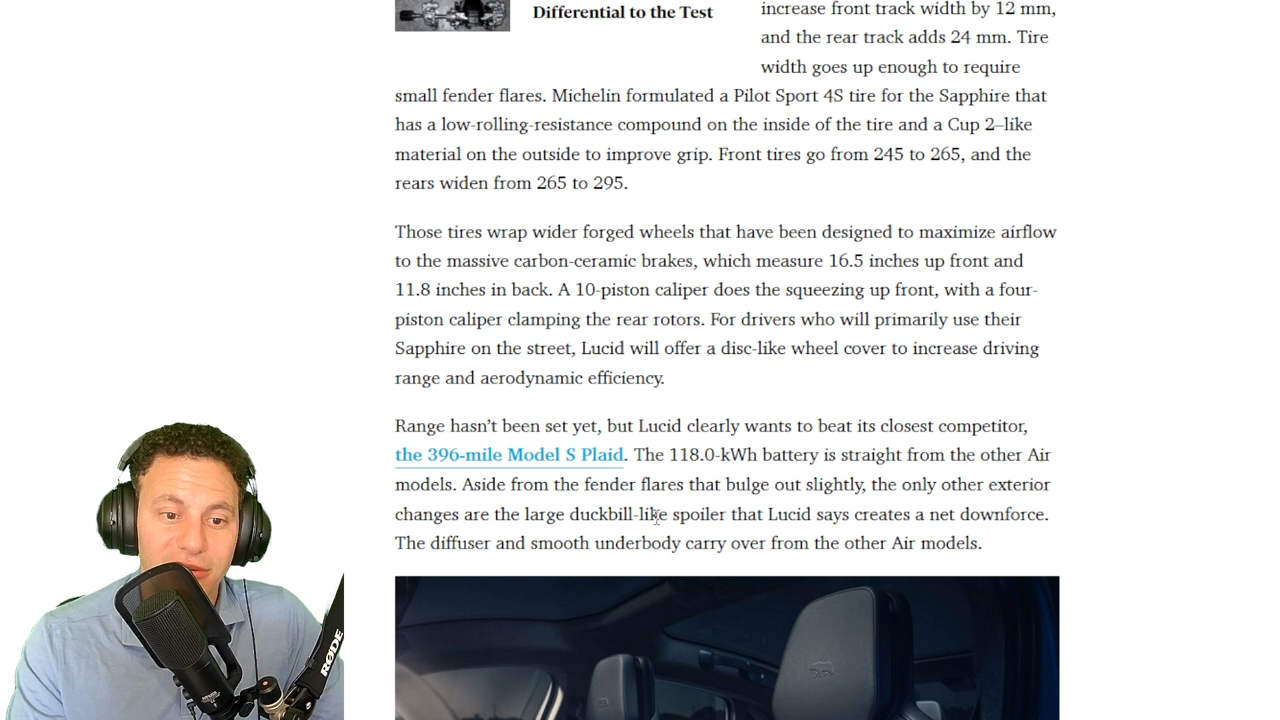 Differential to the Test
increase front track width by 12 mm,
and the rear track adds 24 mm. Tire
width goes up enough to require
small fender flares. Michelin formulated a Pilot Sport 4S tire for the Sapphire that
has a low-rolling-resistance compound on the inside of the tire and a Cup 2–like
material on the outside to improve grip. Front tires go from 245 to 265, and the
rears widen from 265 to 295.
Those tires wrap wider forged wheels that have been designed to maximize airflow
to the massive carbon-ceramic brakes, which measure 16.5 inches up front and
11.8 inches in back. A 10-piston caliper does the squeezing up front, with a four-
piston caliper clamping the rear rotors. For drivers who will primarily use their
Sapphire on the street, Lucid will offer a disc-like wheel cover to increase driving
range and aerodynamic efficiency.
Range hasn’t been set yet, but Lucid clearly wants to beat its closest competitor,
the 396-mile Model S Plaid. The 118.0-kWh battery is straight from the other Air
models. Aside from the fender flares that bulge out slightly, the only other exterior
changes are the large duckbill-like spoiler that Lucid says creates a net downforce.
The diffuser and smooth underbody carry over from the other Air models.
RØDE